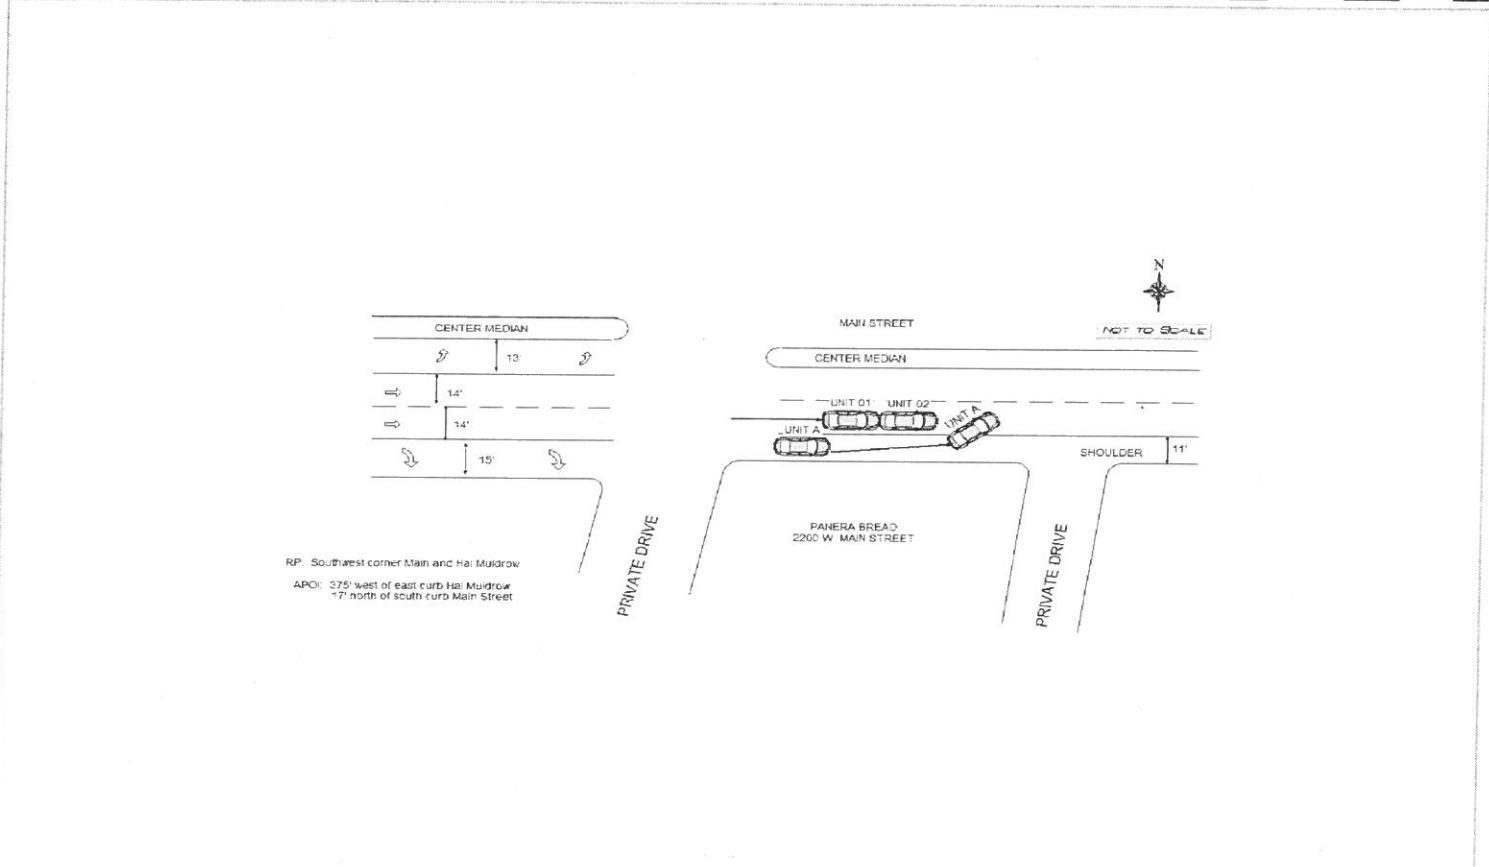 N
NOT TO SCALE
MAIN STREET
CENTER MEDIAN
CENTER MEDIAN
13'
14'
14'
15'
UNIT 01 UNIT 02
UNIT A
UNIT A
SHOULDER
11'
PANERA BREAD
2200 W. MAIN STREET
PRIVATE DRIVE
PRIVATE DRIVE
RP: Southwest corner Main and Hal Muldrow
APOI: 375' west of east curb Hal Muldrow
17' north of south curb Main Street